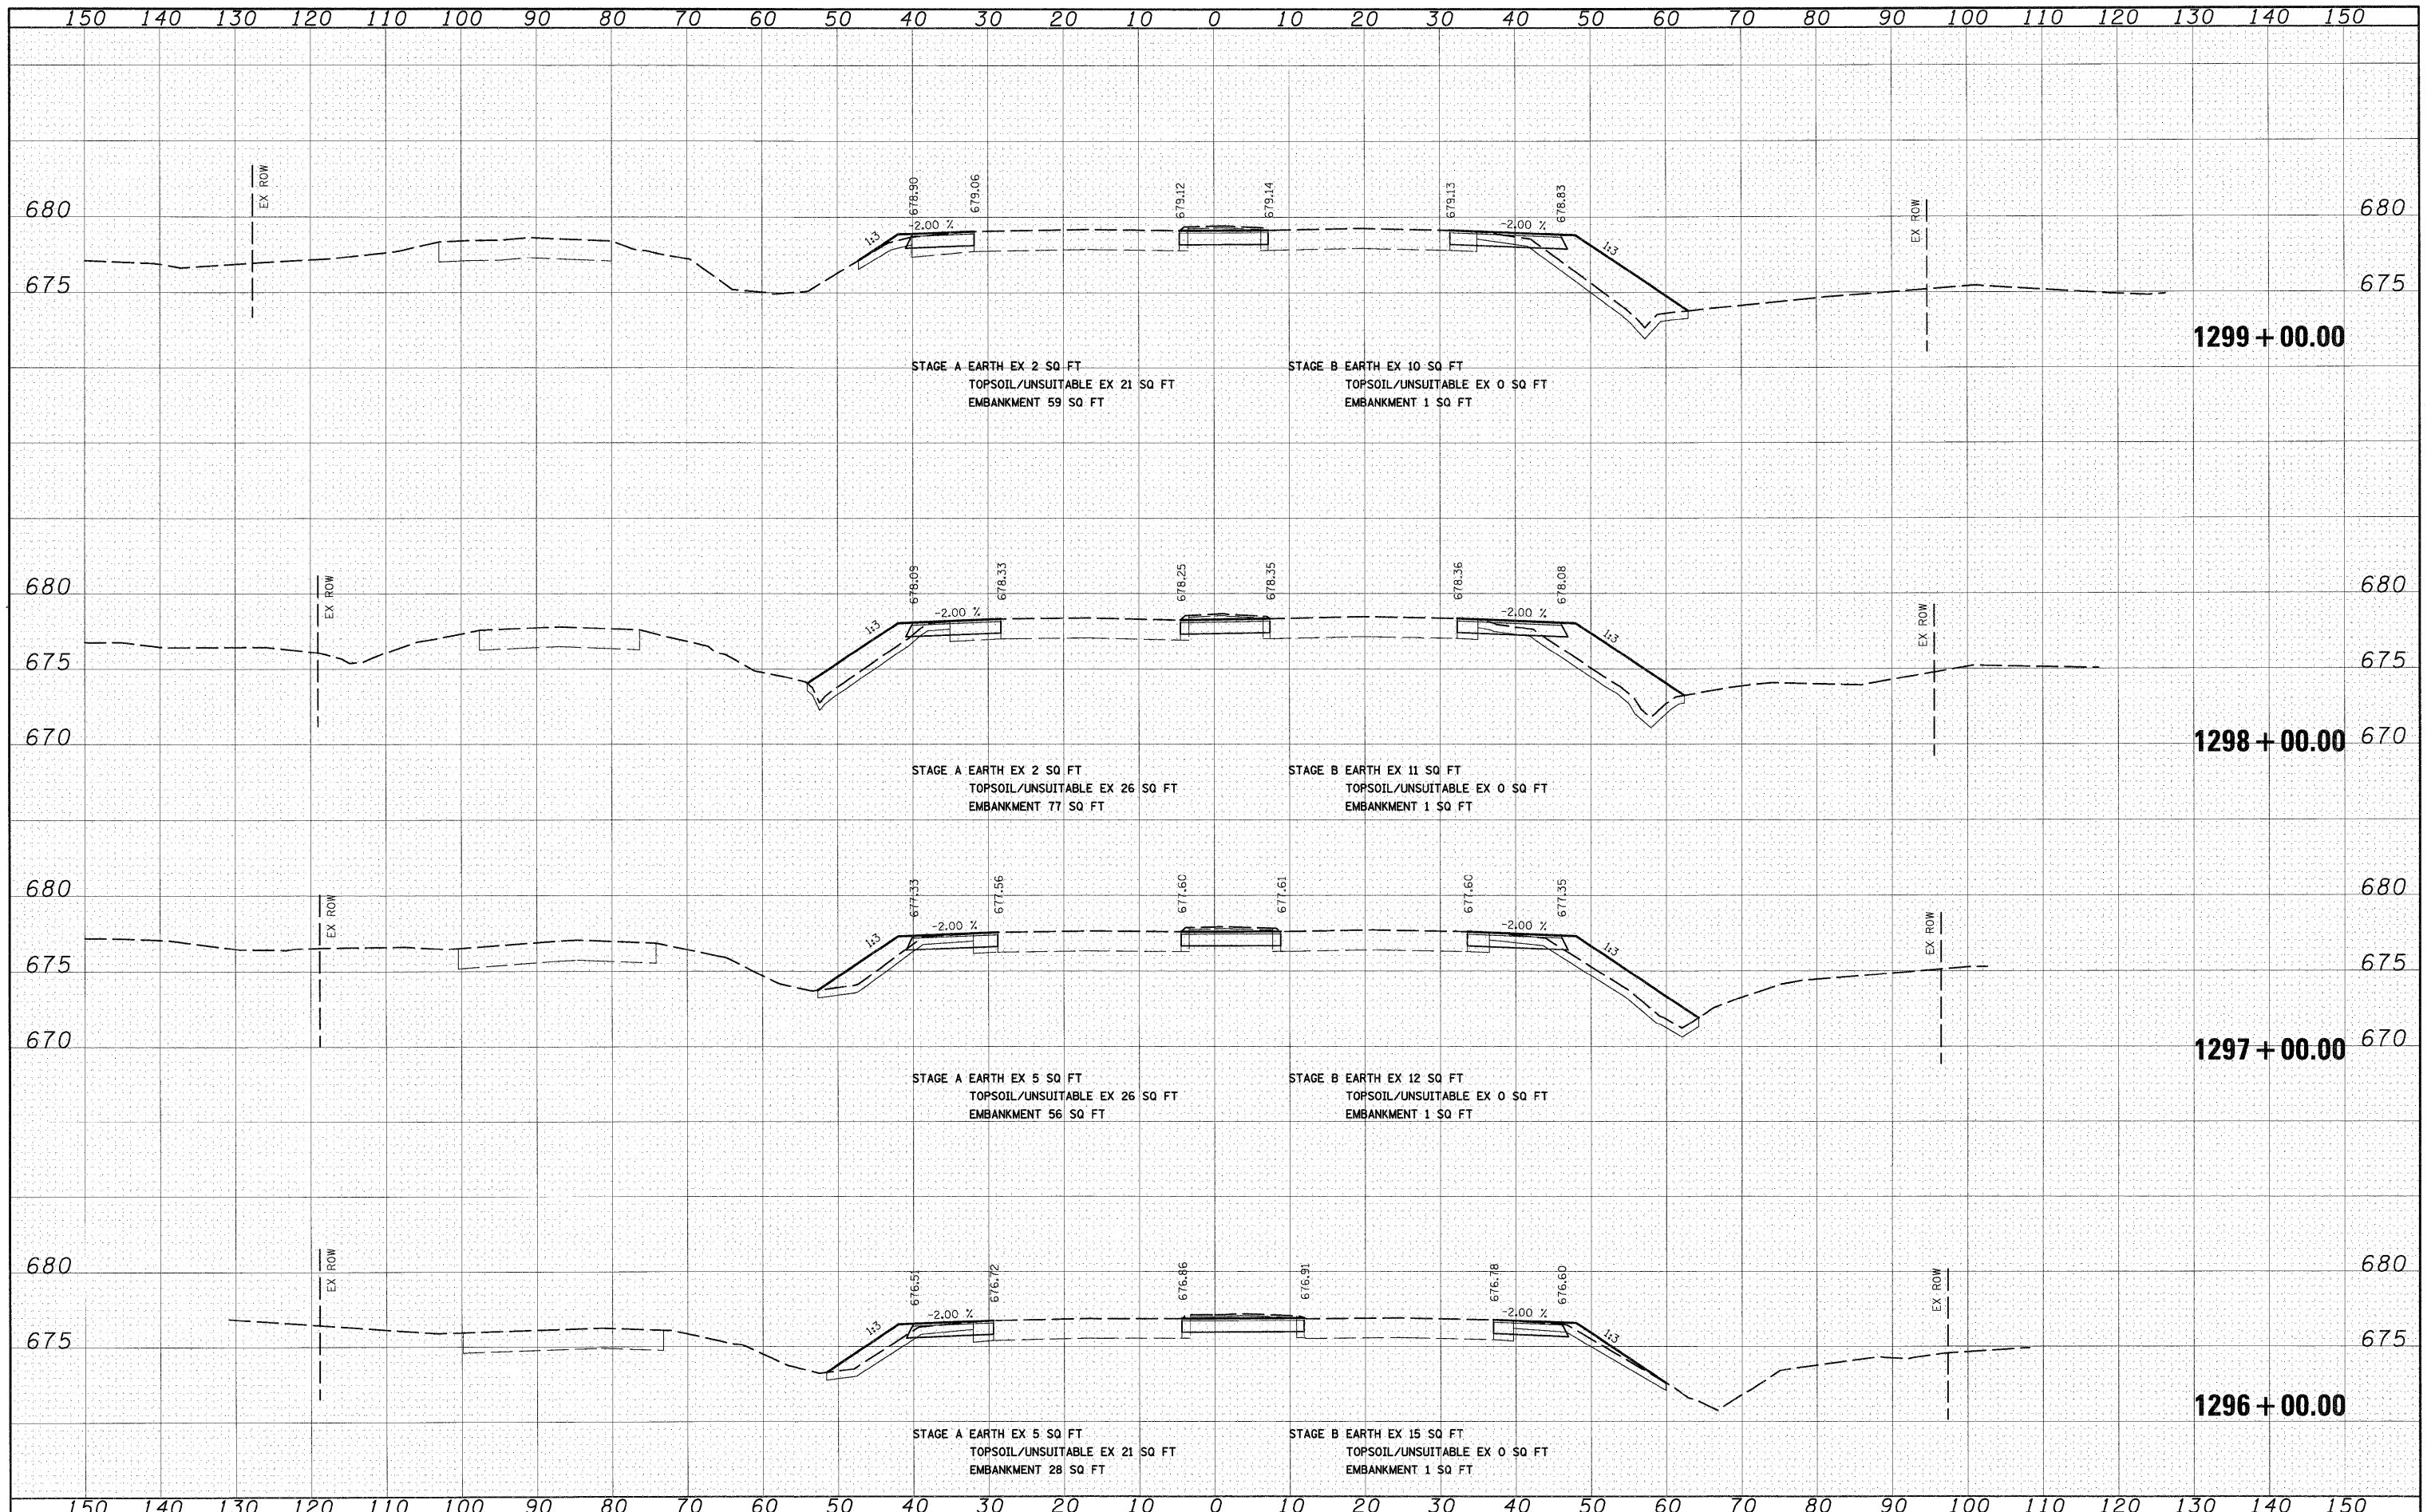 150 140 130 120 110 100 90 80 70 60 50 40 30 20 10 0 10 20 30 40 50 60 70 80 90 100 110 120 130 140 150
EX ROW
678.90
679.06
679.12
679.14
679.13
678.83
EX ROW
680
-2.00 %
-2.00 %
680
1:3
1:3
675
675
1299+00.00
STAGE A EARTH EX 2 SQ FT
TOPSOIL/UNSUITABLE EX 21 SQ FT
EMBANKMENT 59 SQ FT
STAGE B EARTH EX 10 SQ FT
TOPSOIL/UNSUITABLE EX 0 SQ FT
EMBANKMENT 1 SQ FT
EX ROW
678.09
678.33
678.25
678.35
678.36
678.08
EX ROW
680
-2.00 %
-2.00 %
680
1:3
1:3
675
675
670
1298+00.00
670
STAGE A EARTH EX 2 SQ FT
TOPSOIL/UNSUITABLE EX 26 SQ FT
EMBANKMENT 77 SQ FT
STAGE B EARTH EX 11 SQ FT
TOPSOIL/UNSUITABLE EX 0 SQ FT
EMBANKMENT 1 SQ FT
EX ROW
677.33
677.56
677.60
677.61
677.60
677.35
EX ROW
680
-2.00 %
-2.00 %
680
1:3
1:3
675
675
670
1297+00.00
670
STAGE A EARTH EX 5 SQ FT
TOPSOIL/UNSUITABLE EX 26 SQ FT
EMBANKMENT 56 SQ FT
STAGE B EARTH EX 12 SQ FT
TOPSOIL/UNSUITABLE EX 0 SQ FT
EMBANKMENT 1 SQ FT
EX ROW
676.51
676.72
676.86
676.91
676.78
676.60
EX ROW
680
-2.00 %
-2.00 %
680
1:3
1:3
675
675
1296+00.00
STAGE A EARTH EX 5 SQ FT
TOPSOIL/UNSUITABLE EX 21 SQ FT
EMBANKMENT 28 SQ FT
STAGE B EARTH EX 15 SQ FT
TOPSOIL/UNSUITABLE EX 0 SQ FT
EMBANKMENT 1 SQ FT
150 140 130 120 110 100 90 80 70 60 50 40 30 20 10 0 10 20 30 40 50 60 70 80 90 100 110 120 130 140 150